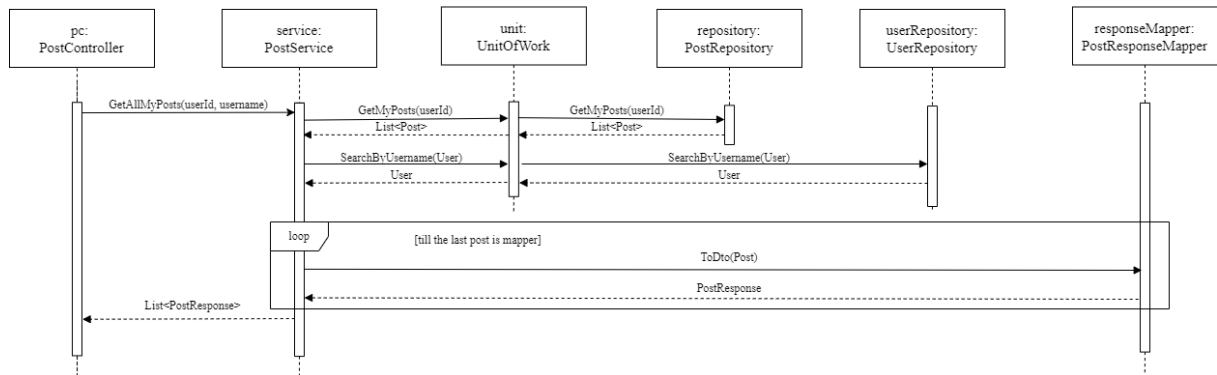 pc:
PostController
service:
PostService
unit:
UnitOfWork
repository:
PostRepository
userRepository:
UserRepository
responseMapper:
PostResponseMapper
GetAllMyPosts(userId, username)
GetMyPosts(userId)
GetMyPosts(userId)
List<Post>
List<Post>
SearchByUsername(User)
SearchByUsername(User)
User
User
loop
[till the last post is mapper]
ToDto(Post)
PostResponse
List<PostResponse>